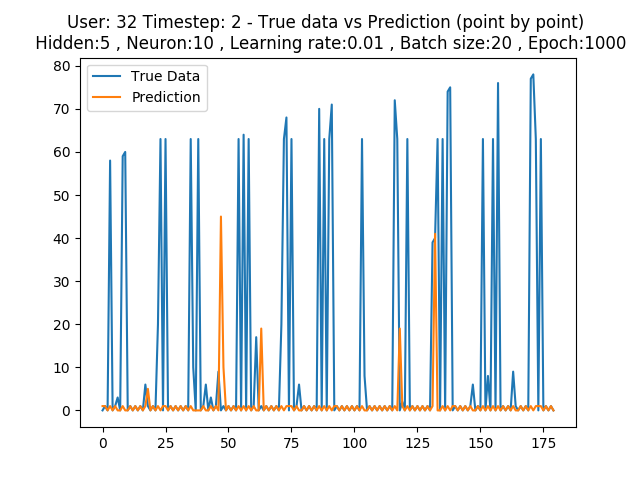 User: 32 Timestep: 2 - True data vs Prediction (point by point)
Hidden:5 , Neuron:10 , Learning rate:0.01 , Batch size:20 , Epoch:1000
True Data
Prediction
80
70
60
50
40
30
20
10
0
0 25 50 75 100 125 150 175